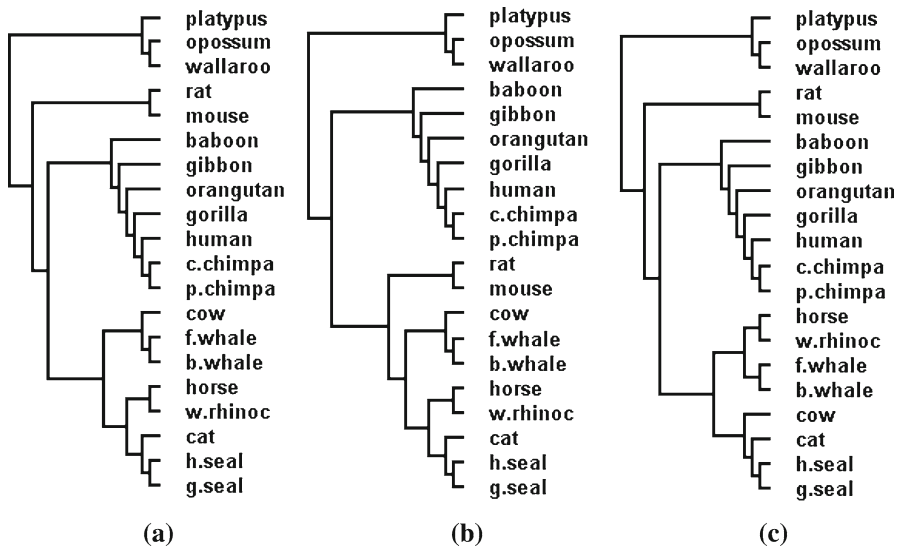 platypus
opossum
wallaroo
rat
mouse
baboon
gibbon
orangutan
gorilla
human
c.chimpa
p.chimpa
cow
f.whale
b.whale
horse
w.rhinoc
cat
h.seal
g.seal
(a)
platypus
opossum
wallaroo
baboon
gibbon
orangutan
gorilla
human
c.chimpa
p.chimpa
rat
mouse
cow
f.whale
b.whale
horse
w.rhinoc
cat
h.seal
g.seal
(b)
platypus
opossum
wallaroo
rat
mouse
baboon
gibbon
orangutan
gorilla
human
c.chimpa
p.chimpa
horse
w.rhinoc
f.whale
b.whale
cow
cat
h.seal
g.seal
(c)